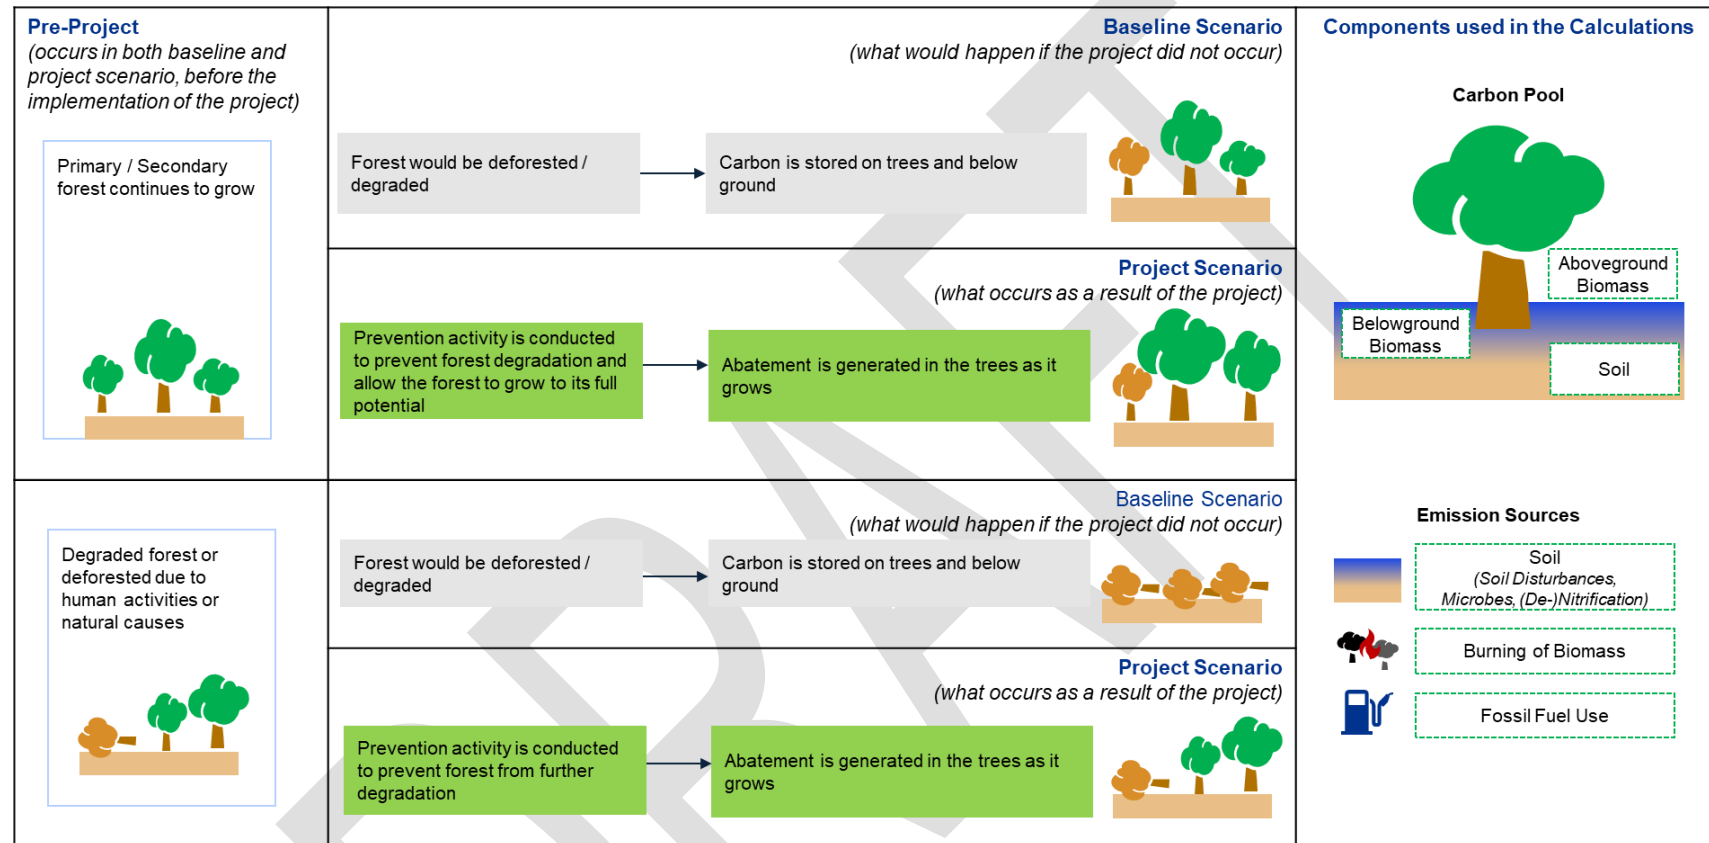 Pre-Project
(occurs in both baseline and
project scenario, before the
implementation of the project)
Primary / Secondary
forest continues to grow
Baseline Scenario
(what would happen if the project did not occur)
Forest would be deforested /
degraded
Carbon is stored on trees and below
ground
Project Scenario
(what occurs as a result of the project)
Prevention activity is conducted
to prevent forest degradation and
allow the forest to grow to its full
potential
Abatement is generated in the trees as it
grows
Degraded forest or
deforested due to
human activities or
natural causes
Baseline Scenario
(what would happen if the project did not occur)
Forest would be deforested /
degraded
Carbon is stored on trees and below
ground
Project Scenario
(what occurs as a result of the project)
Prevention activity is conducted
to prevent forest from further
degradation
Abatement is generated in the trees as it
grows
Components used in the Calculations
Carbon Pool
Aboveground
Biomass
Belowground
Biomass
Soil
Emission Sources
Soil
(Soil Disturbances,
Microbes, (De-)Nitrification)
Burning of Biomass
Fossil Fuel Use
DRAFT